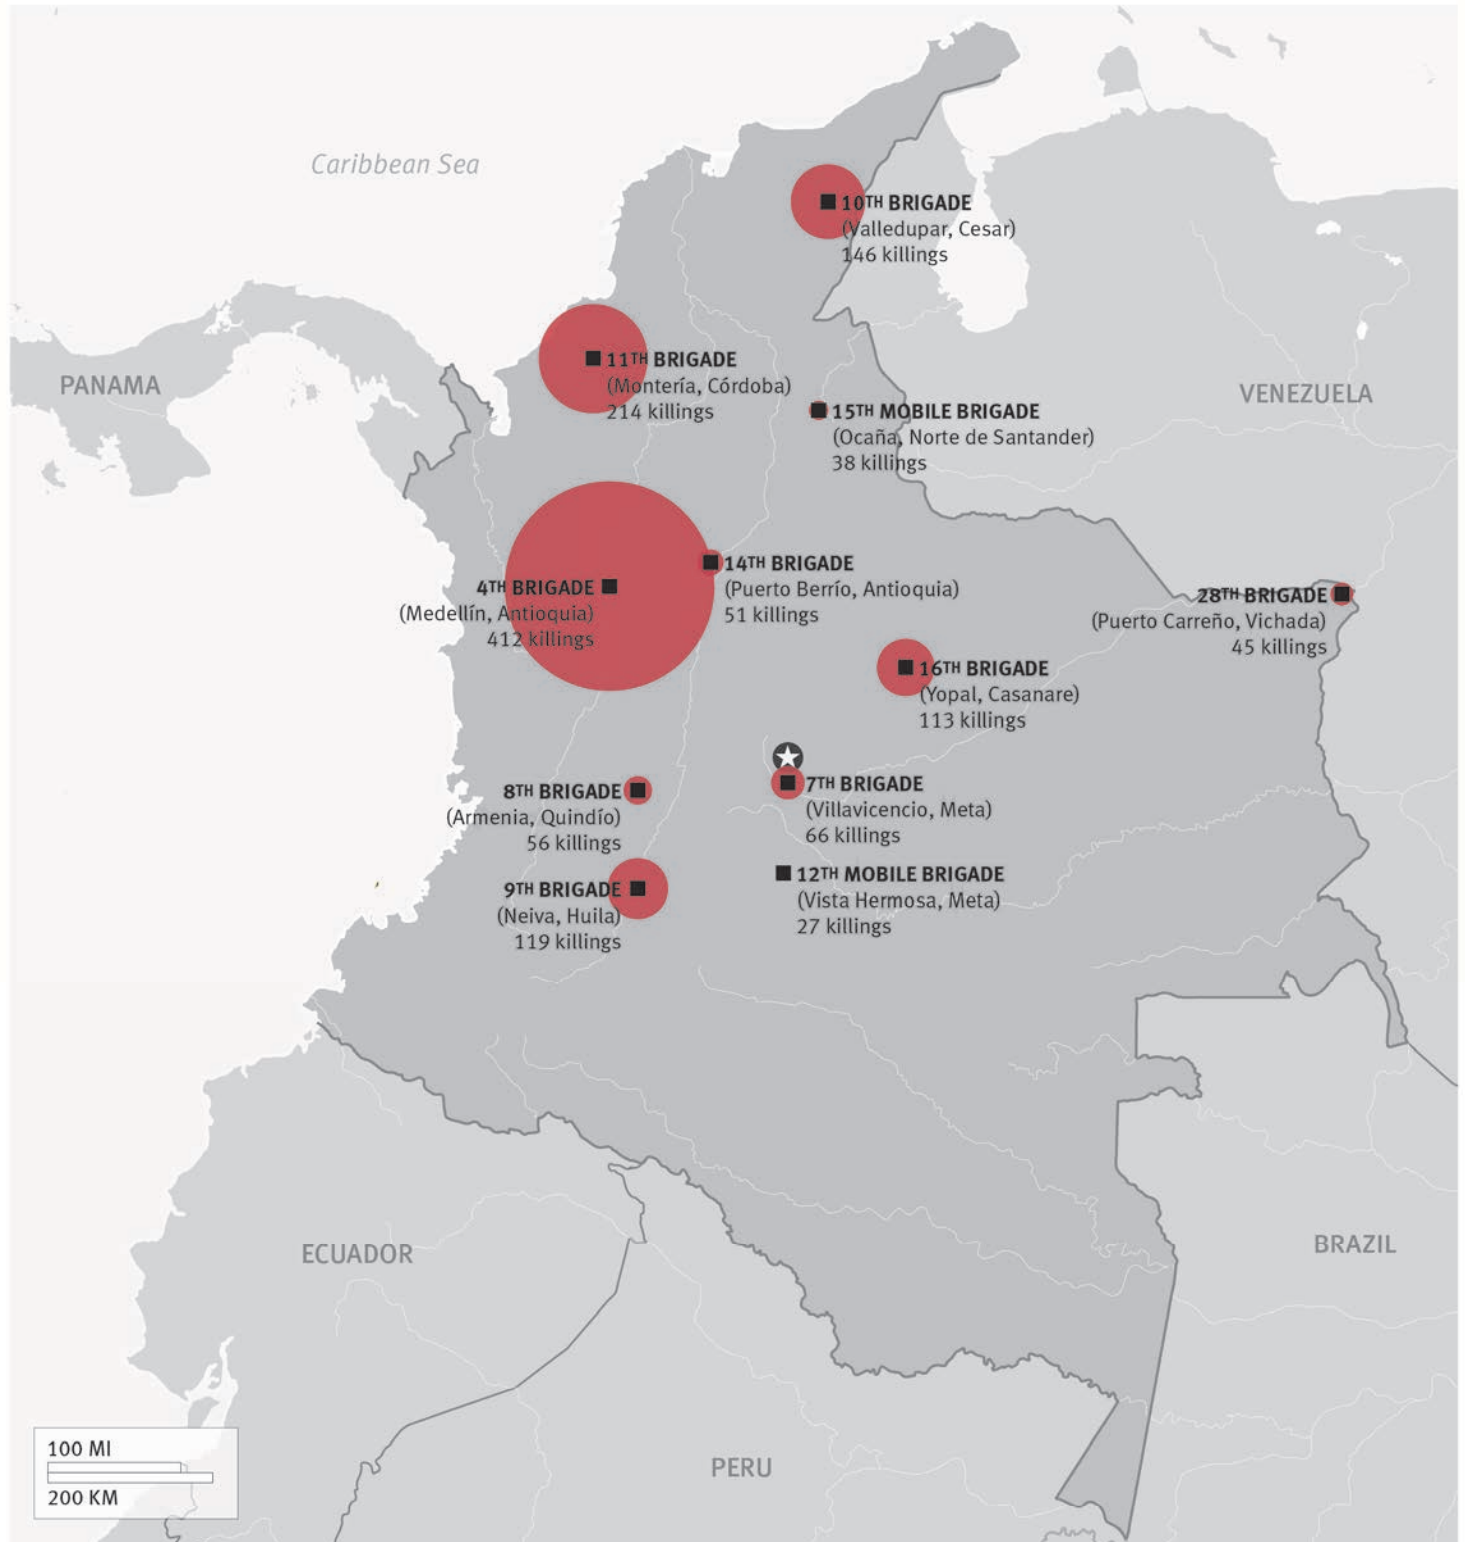 Caribbean Sea
10TH BRIGADE
(Valledupar, Cesar)
146 killings
11TH BRIGADE
(Montería, Córdoba)
214 killings
PANAMA
VENEZUELA
15TH MOBILE BRIGADE
(Ocaña, Norte de Santander)
38 killings
4TH BRIGADE
(Medellín, Antioquia)
412 killings
14TH BRIGADE
(Puerto Berrío, Antioquia)
51 killings
28TH BRIGADE
(Puerto Carreño, Vichada)
45 killings
16TH BRIGADE
(Yopal, Casanare)
113 killings
8TH BRIGADE
(Armenia, Quindío)
56 killings
7TH BRIGADE
(Villavicencio, Meta)
66 killings
9TH BRIGADE
(Neiva, Huila)
119 killings
12TH MOBILE BRIGADE
(Vista Hermosa, Meta)
27 killings
ECUADOR
BRAZIL
PERU
100 MI
200 KM